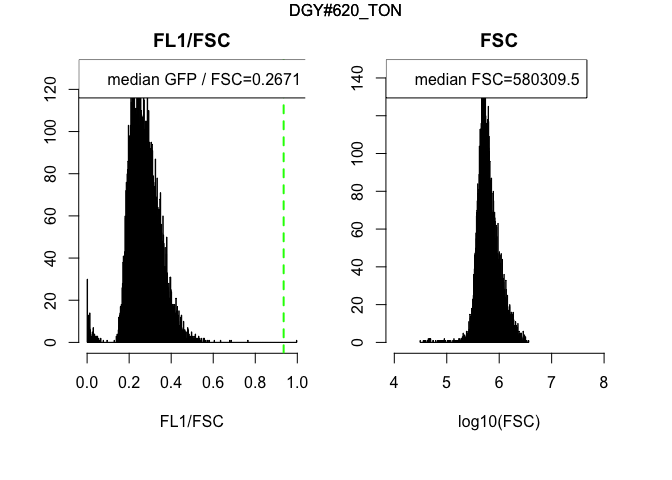 DGY#620_TON
FL1/FSC
median GFP / FSC=0.2671
0 20 40 60 80 100 120
0.0 0.2 0.4 0.6 0.8 1.0
FL1/FSC
FSC
median FSC=580309.5
0 20 40 60 80 100 140
4 5 6 7 8
log10(FSC)